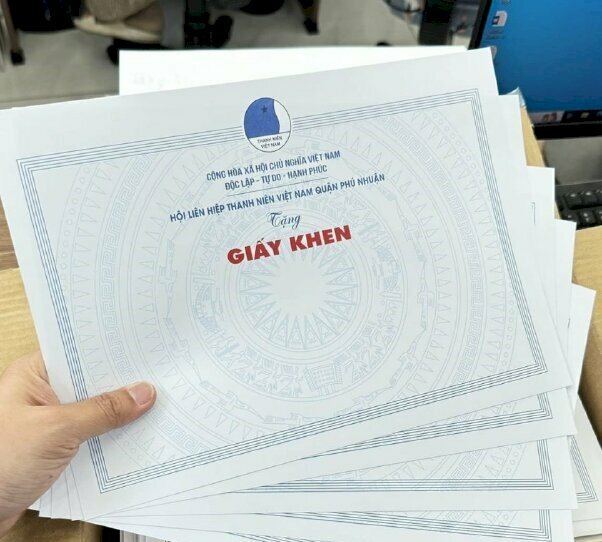 THANH NIÊN
VIỆT NAM
CỘNG HÒA XÃ HỘI CHỦ NGHĨA VIỆT NAM
ĐỘC LẬP - TỰ DO - HẠNH PHÚC
HỘI LIÊN HIỆP THANH NIÊN VIỆT NAM QUẬN PHÚ NHUẬN
Tặng
GIẤY KHEN